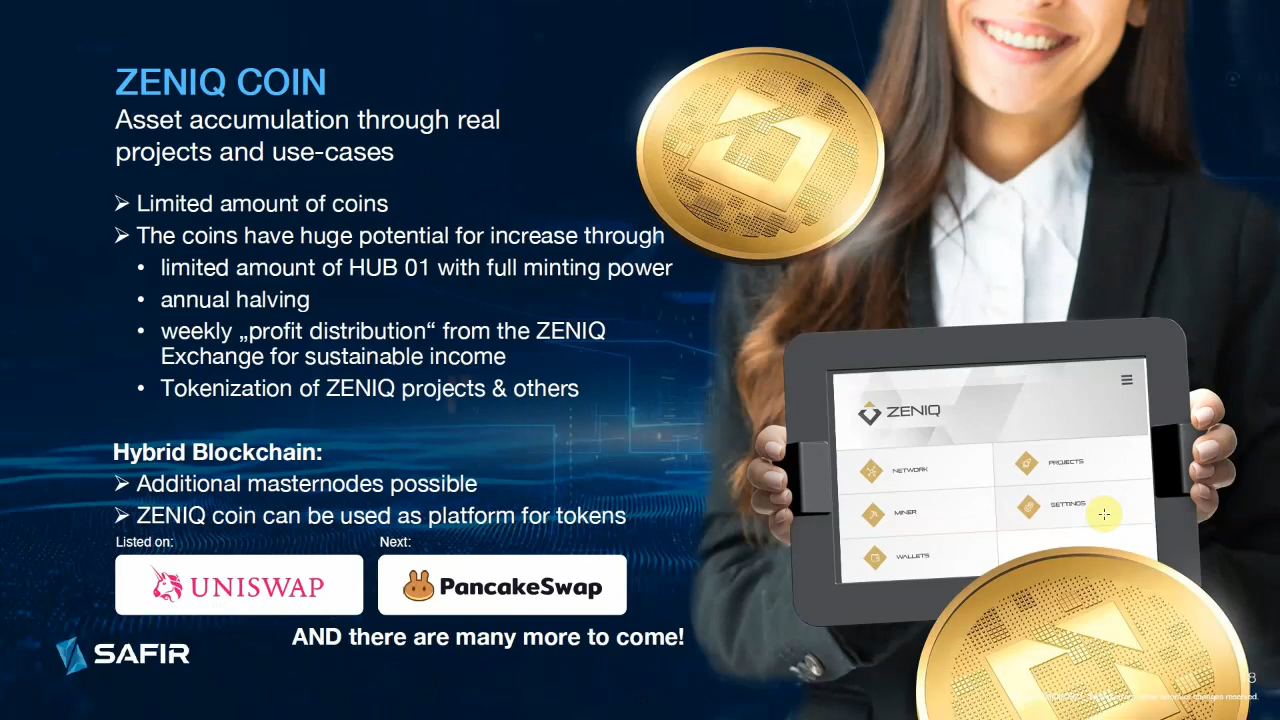 ZENIQ COIN
Asset accumulation through real
projects and use-cases
➢ Limited amount of coins
➢ The coins have huge potential for increase through
• limited amount of HUB 01 with full minting power
• annual halving
• weekly „profit distribution“ from the ZENIQ
Exchange for sustainable income
• Tokenization of ZENIQ projects & others
Hybrid Blockchain:
➢ Additional masternodes possible
➢ ZENIQ coin can be used as platform for tokens
Listed on:
Next:
UNISWAP
PancakeSwap
AND there are many more to come!
SAFIR
ZENIQ
NETWORK
PROJECTS
MINER
SETTINGS
WALLETS
8
changes reserved.